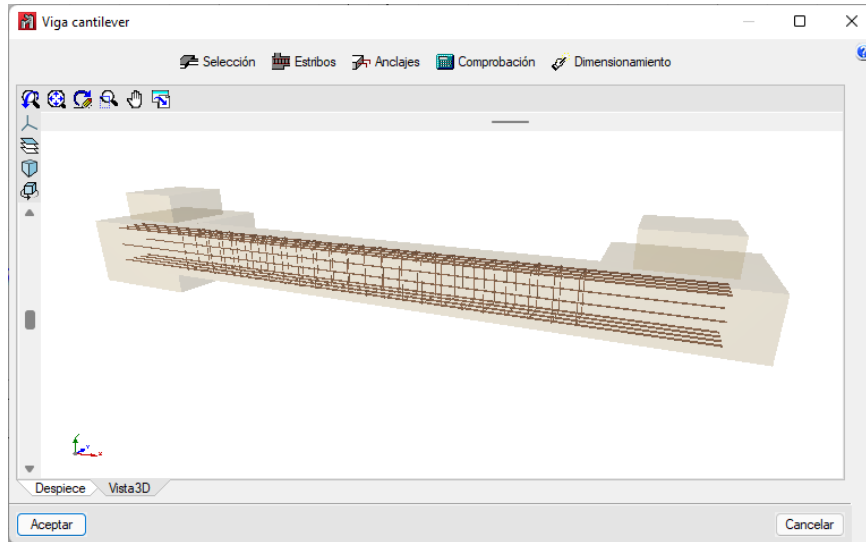 Viga cantilever
Selección Estribos Anclajes Comprobación Dimensionamiento
Despiece Vista3D
Aceptar Cancelar